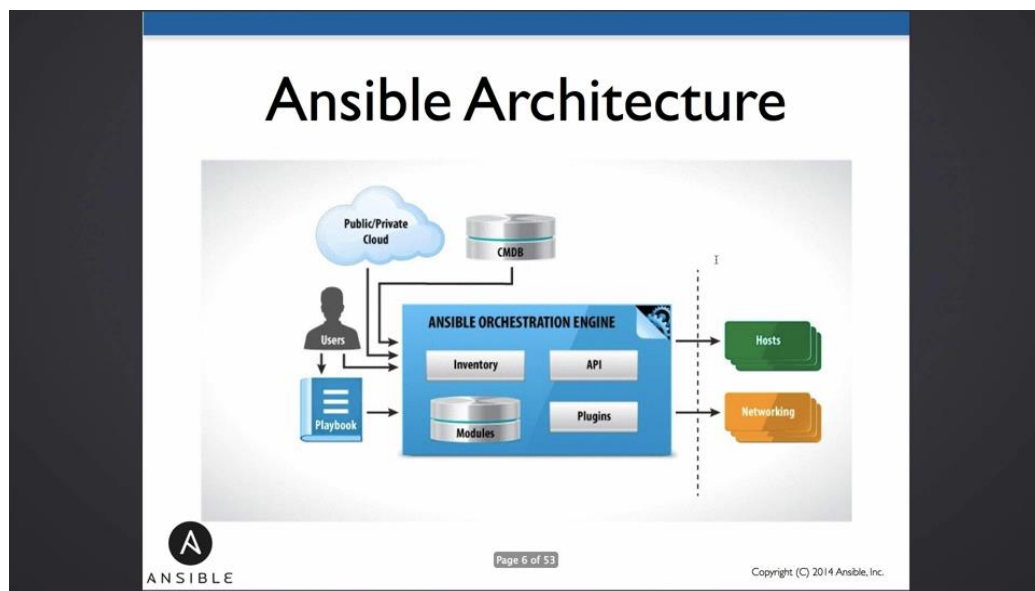 Ansible Architecture
Public/Private
Cloud
CMDB
Users
ANSIBLE ORCHESTRATION ENGINE
Inventory
API
Hosts
Playbook
Modules
Plugins
Networking
ANSIBLE
Page 6 of 53
Copyright (C) 2014 Ansible, Inc.